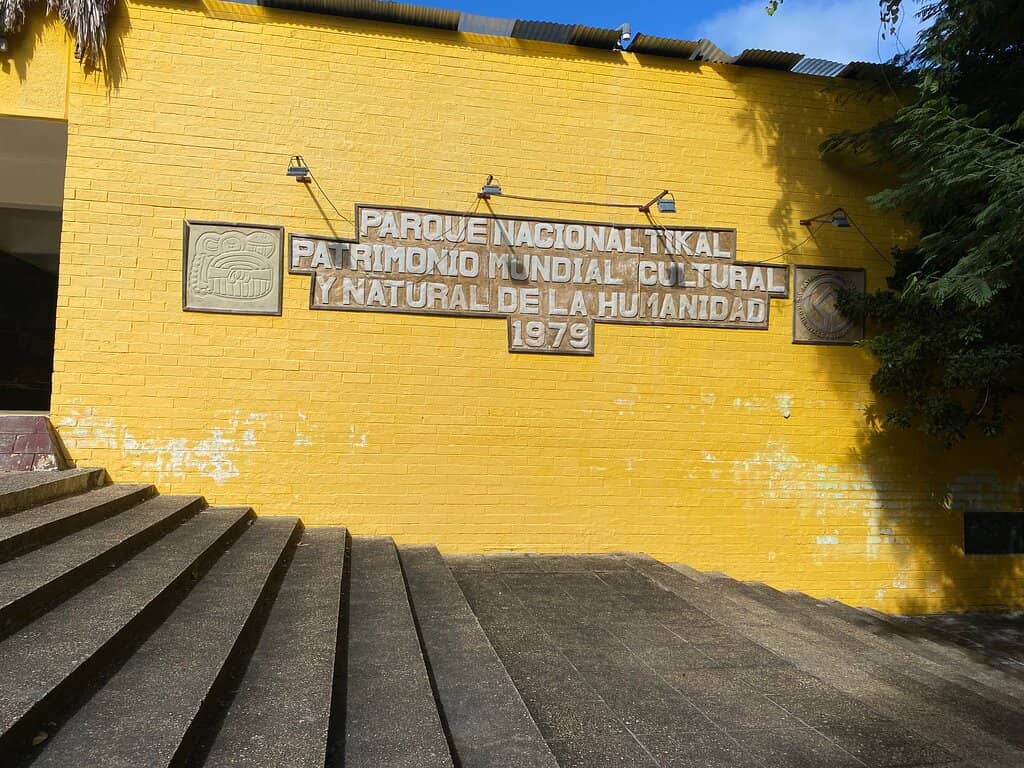 PARQUE NACIONAL TIKAL
PATRIMONIO MUNDIAL CULTURAL
Y NATURAL DE LA HUMANIDAD
1979